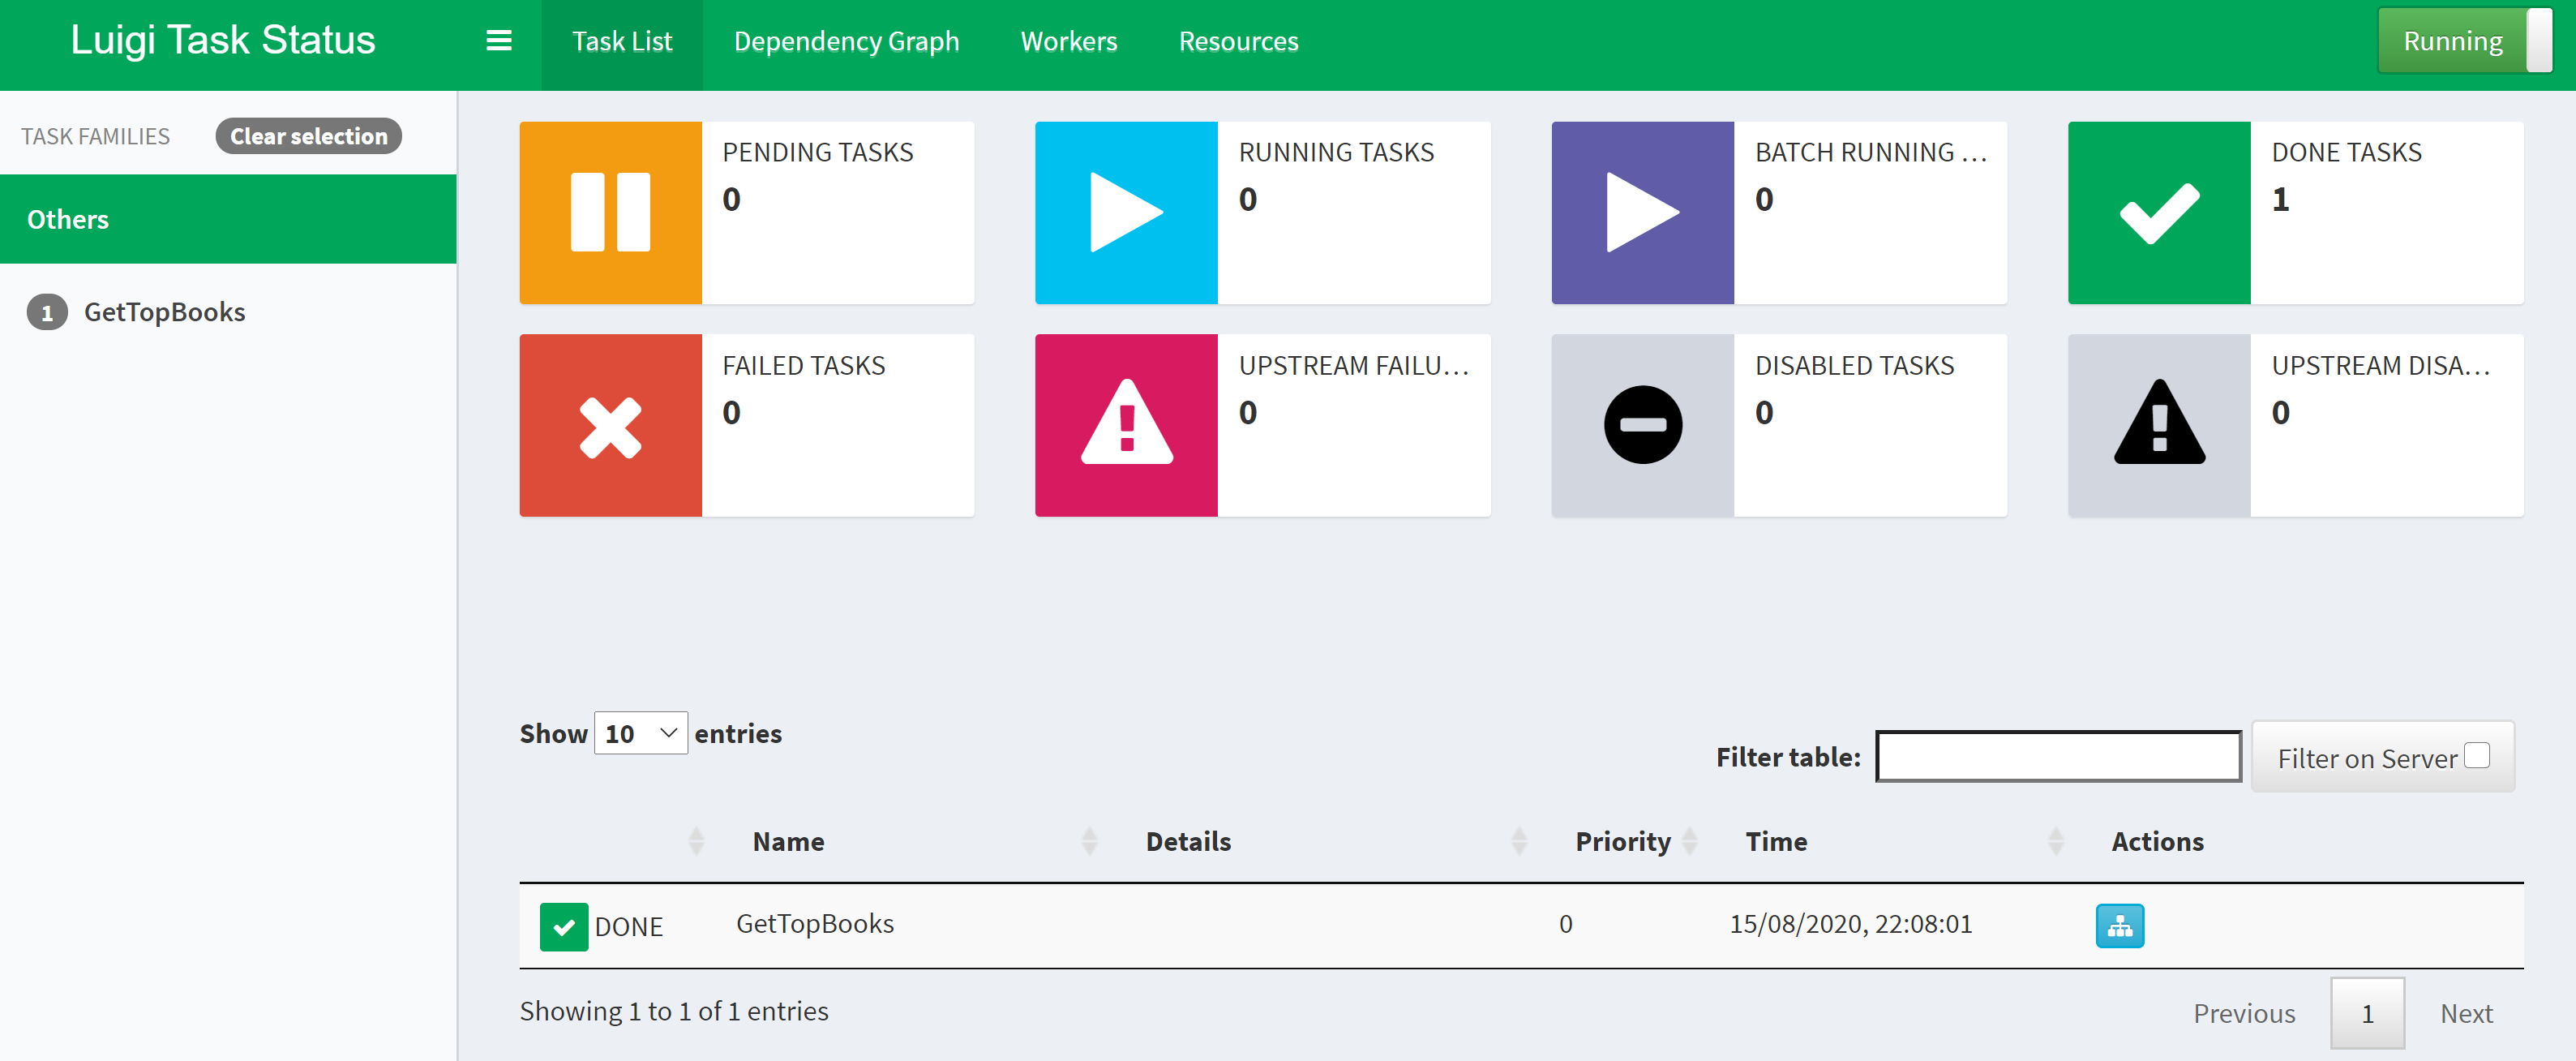 Luigi Task Status
Task List
Dependency Graph
Workers
Resources
Running
TASK FAMILIES
Clear selection
Others
1 GetTopBooks
PENDING TASKS
0
RUNNING TASKS
0
BATCH RUNNING ...
0
DONE TASKS
1
FAILED TASKS
0
UPSTREAM FAILU...
0
DISABLED TASKS
0
UPSTREAM DISA...
0
Show 10 entries
Filter table:
Filter on Server
Name Details Priority Time Actions
DONE GetTopBooks 0 15/08/2020, 22:08:01
Showing 1 to 1 of 1 entries
Previous 1 Next